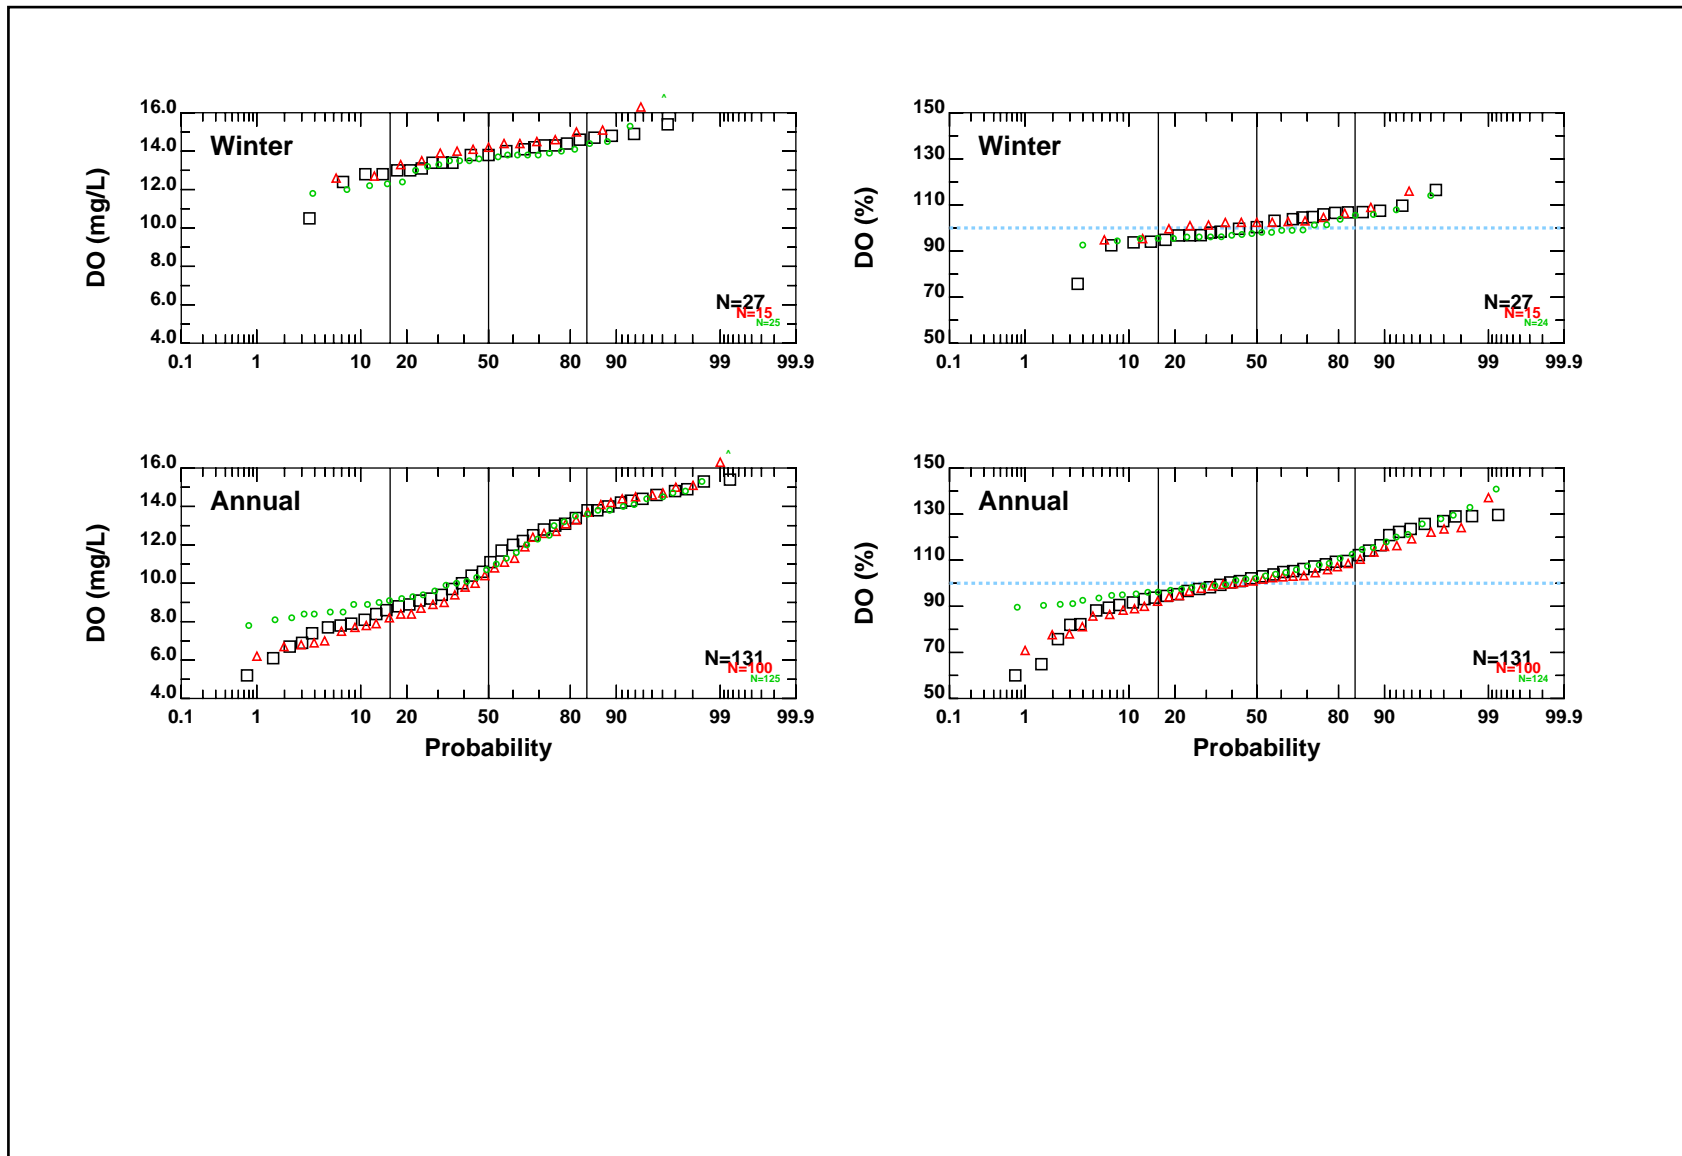 16.0
Winter
14.0
12.0
10.0
8.0
6.0
4.0
DO (mg/L)
N=27
N=15
N=25
0.1 1 10 20 50 80 90 99 99.9
150
Winter
130
110
90
70
50
DO (%)
N=27
N=15
N=24
0.1 1 10 20 50 80 90 99 99.9
16.0
Annual
14.0
12.0
10.0
8.0
6.0
4.0
DO (mg/L)
N=131
N=100
N=125
0.1 1 10 20 50 80 90 99 99.9
Probability
150
Annual
130
110
90
70
50
DO (%)
N=131
N=100
N=124
0.1 1 10 20 50 80 90 99 99.9
Probability